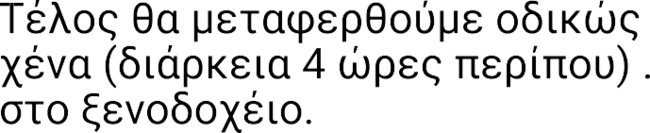 Τέλος θα μεταφερθούμε οδικώς
χένα (διάρκεια 4 ώρες περίπου) .
στο ξενοδοχείο.